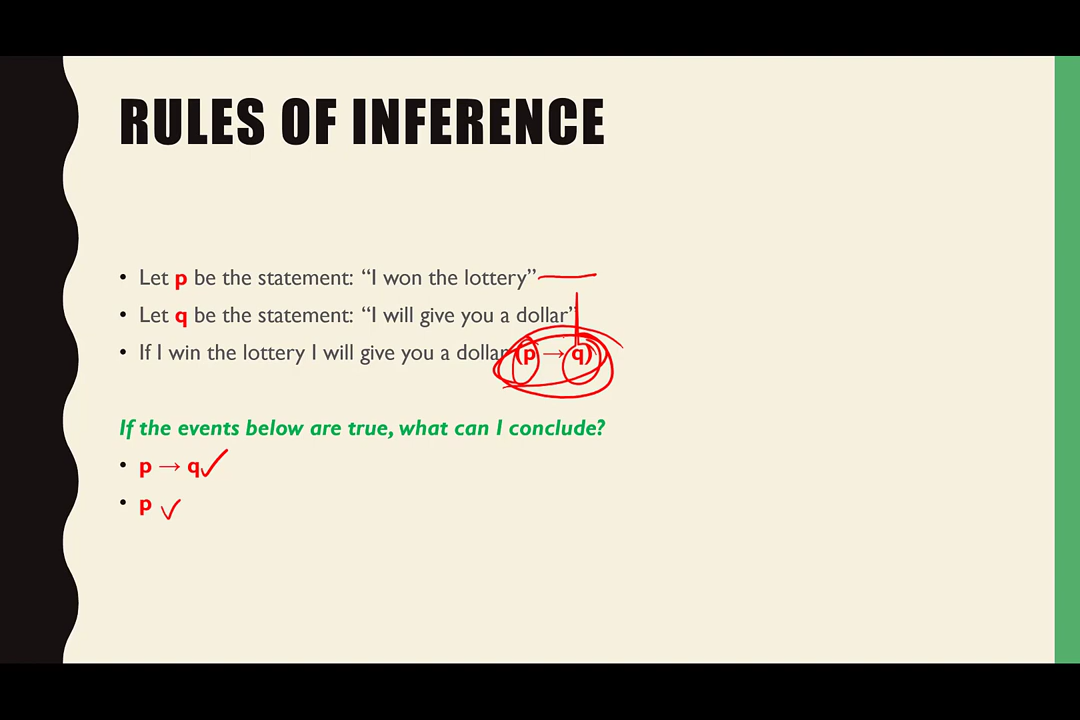 RULES OF INFERENCE
• Let p be the statement: “I won the lottery”
• Let q be the statement: “I will give you a dollar”
• If I win the lottery I will give you a dollar (p → q)
If the events below are true, what can I conclude?
• p → q ✓
• p ✓